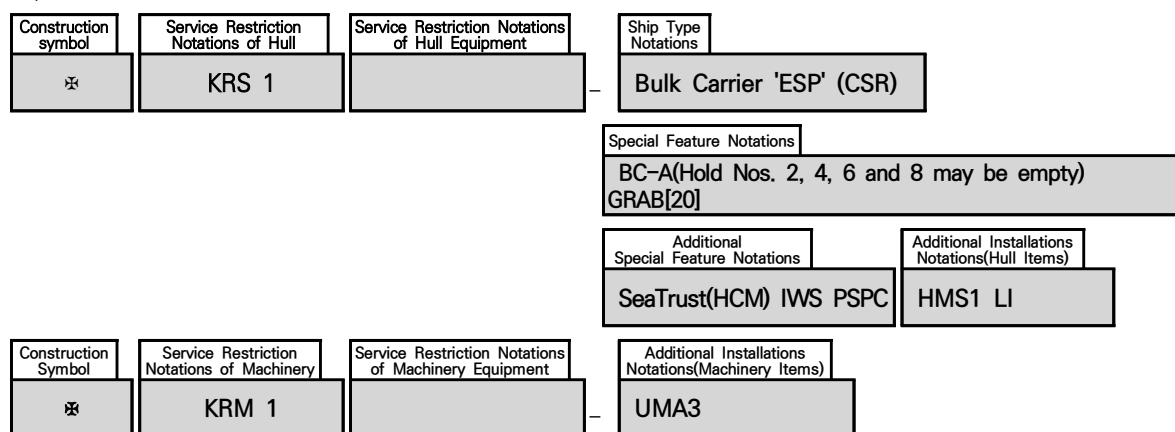 Construction
symbol
Service Restriction
Notations of Hull
Service Restriction Notations
of Hull Equipment
Ship Type
Notations
✠
KRS 1
–
Bulk Carrier 'ESP' (CSR)
Special Feature Notations
BC-A(Hold Nos. 2, 4, 6 and 8 may be empty)
GRAB[20]
Additional
Special Feature Notations
Additional Installations
Notations(Hull Items)
SeaTrust(HCM) IWS PSPC
HMS1 LI
Construction
Symbol
Service Restriction
Notations of Machinery
Service Restriction Notations
of Machinery Equipment
Additional Installations
Notations(Machinery Items)
✠
KRM 1
–
UMA3